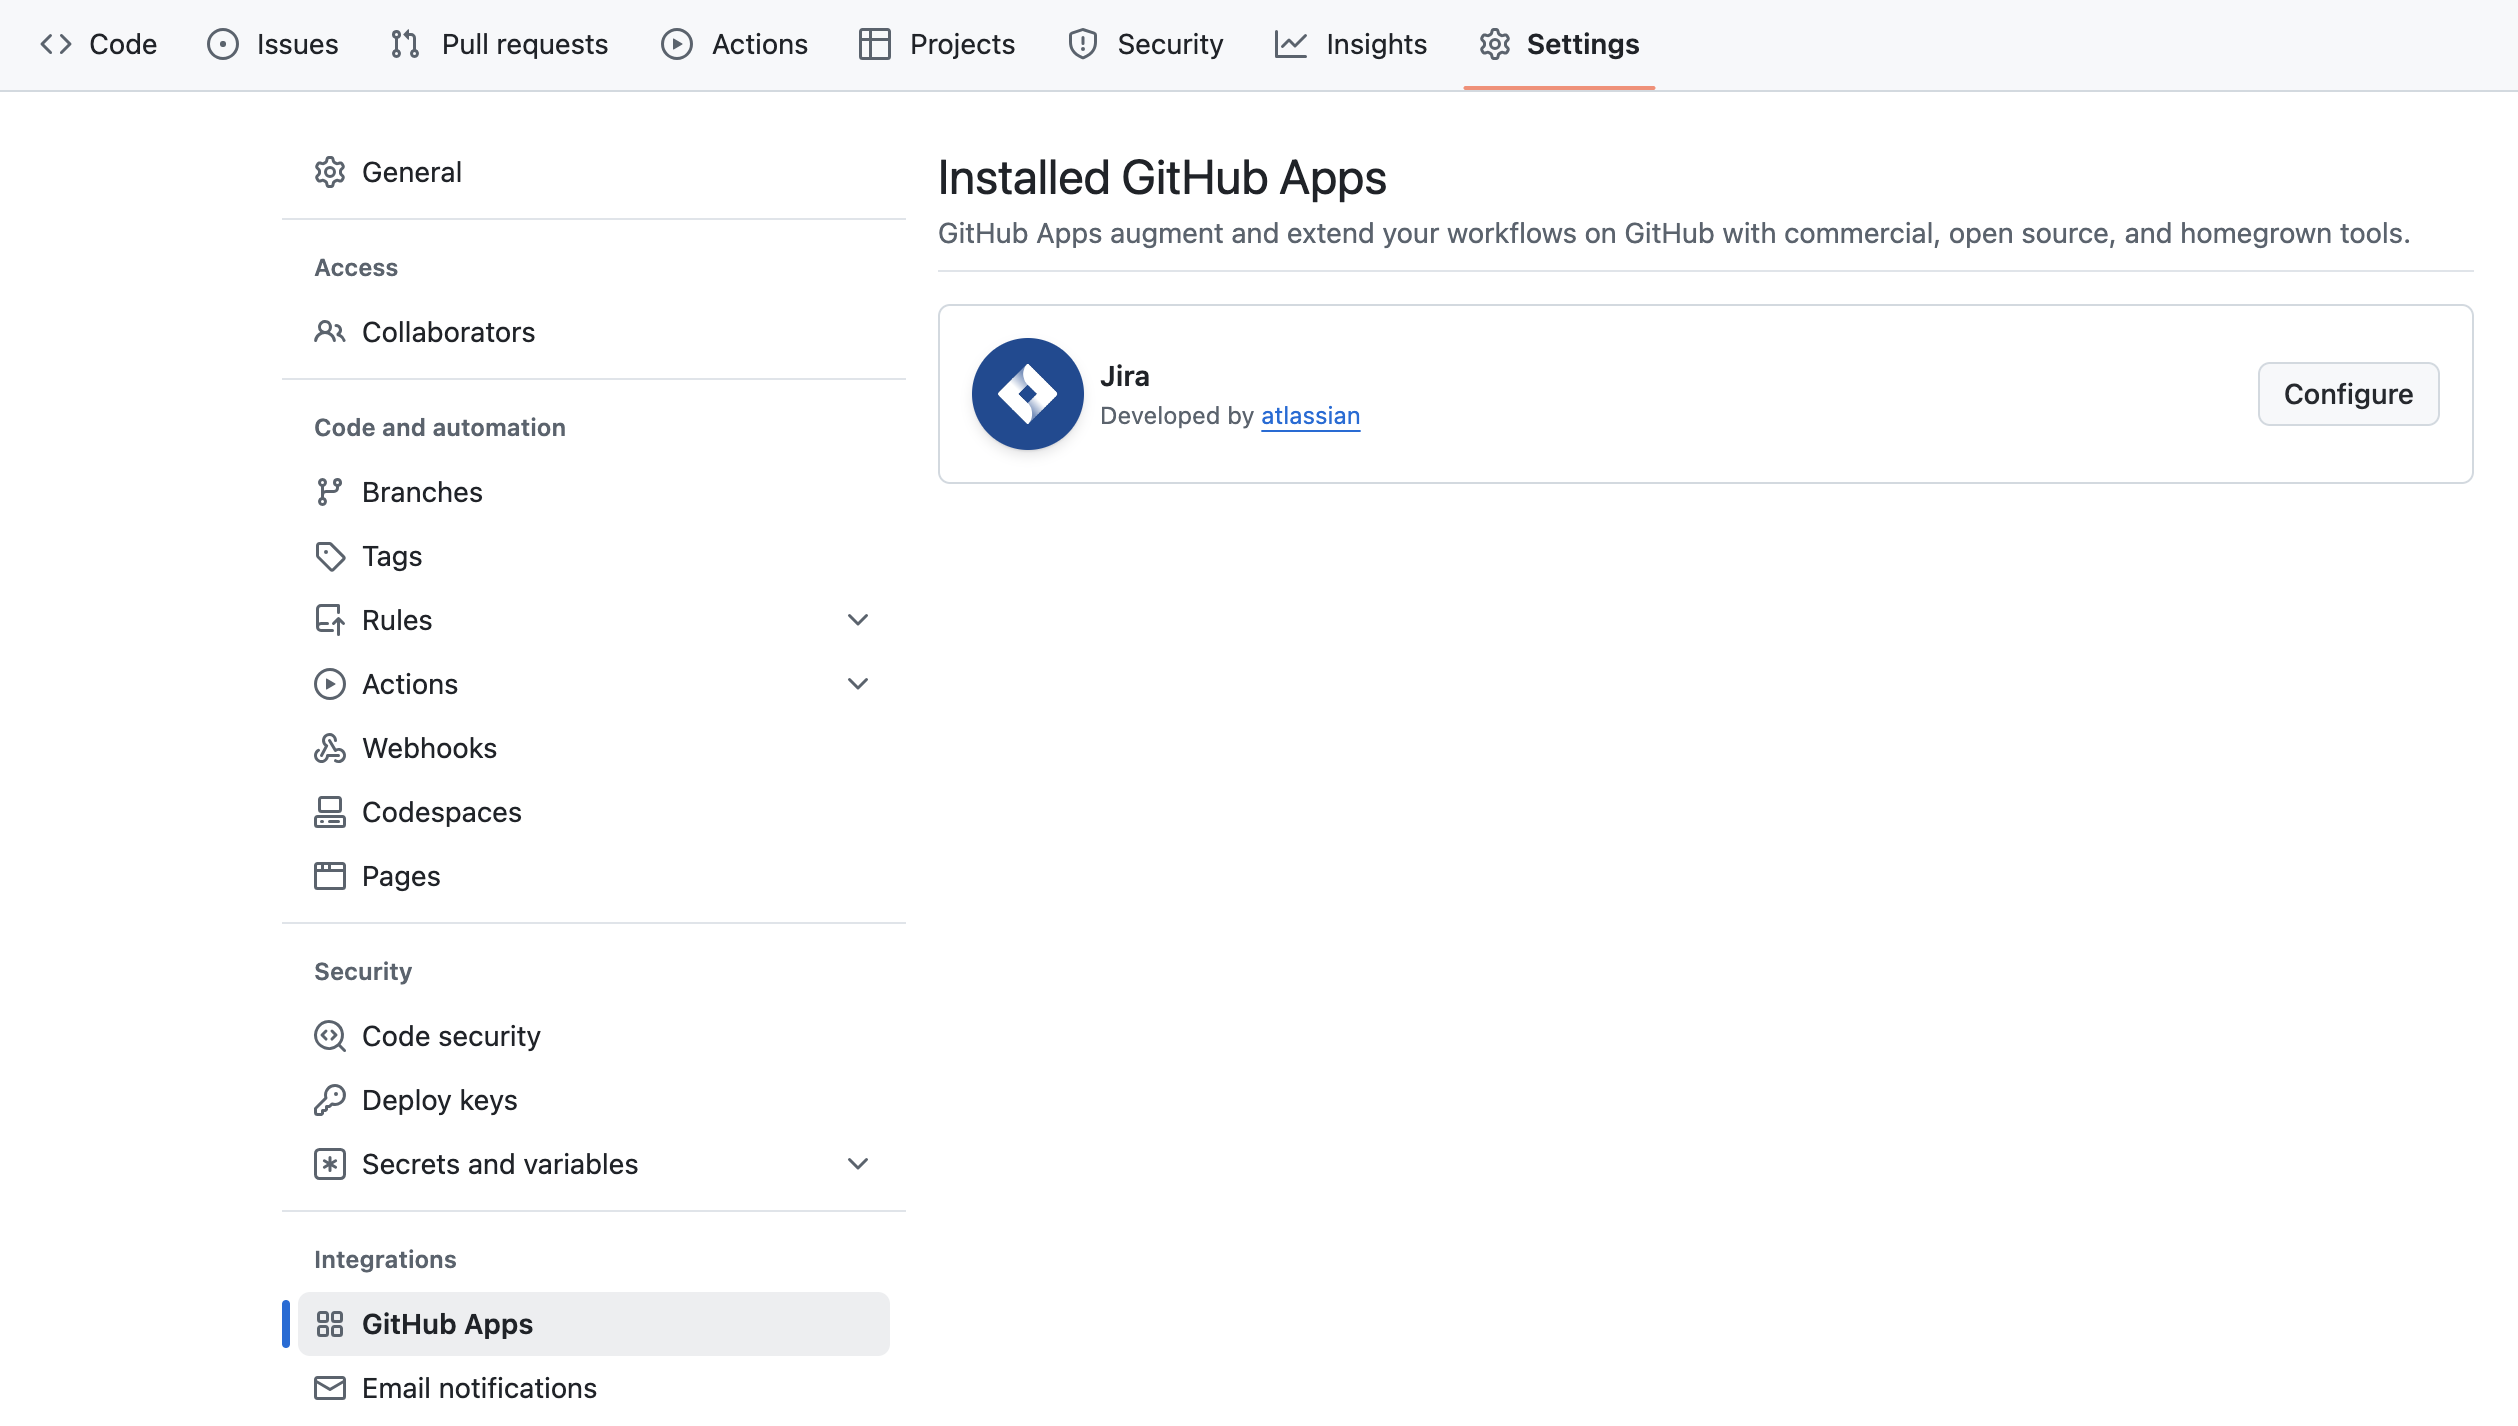 Code Issues Pull requests Actions Projects Security Insights Settings
General
Access
Collaborators
Code and automation
Branches
Tags
Rules
Actions
Webhooks
Codespaces
Pages
Security
Code security
Deploy keys
Secrets and variables
Integrations
GitHub Apps
Email notifications
Installed GitHub Apps
GitHub Apps augment and extend your workflows on GitHub with commercial, open source, and homegrown tools.
Jira
Developed by atlassian
Configure